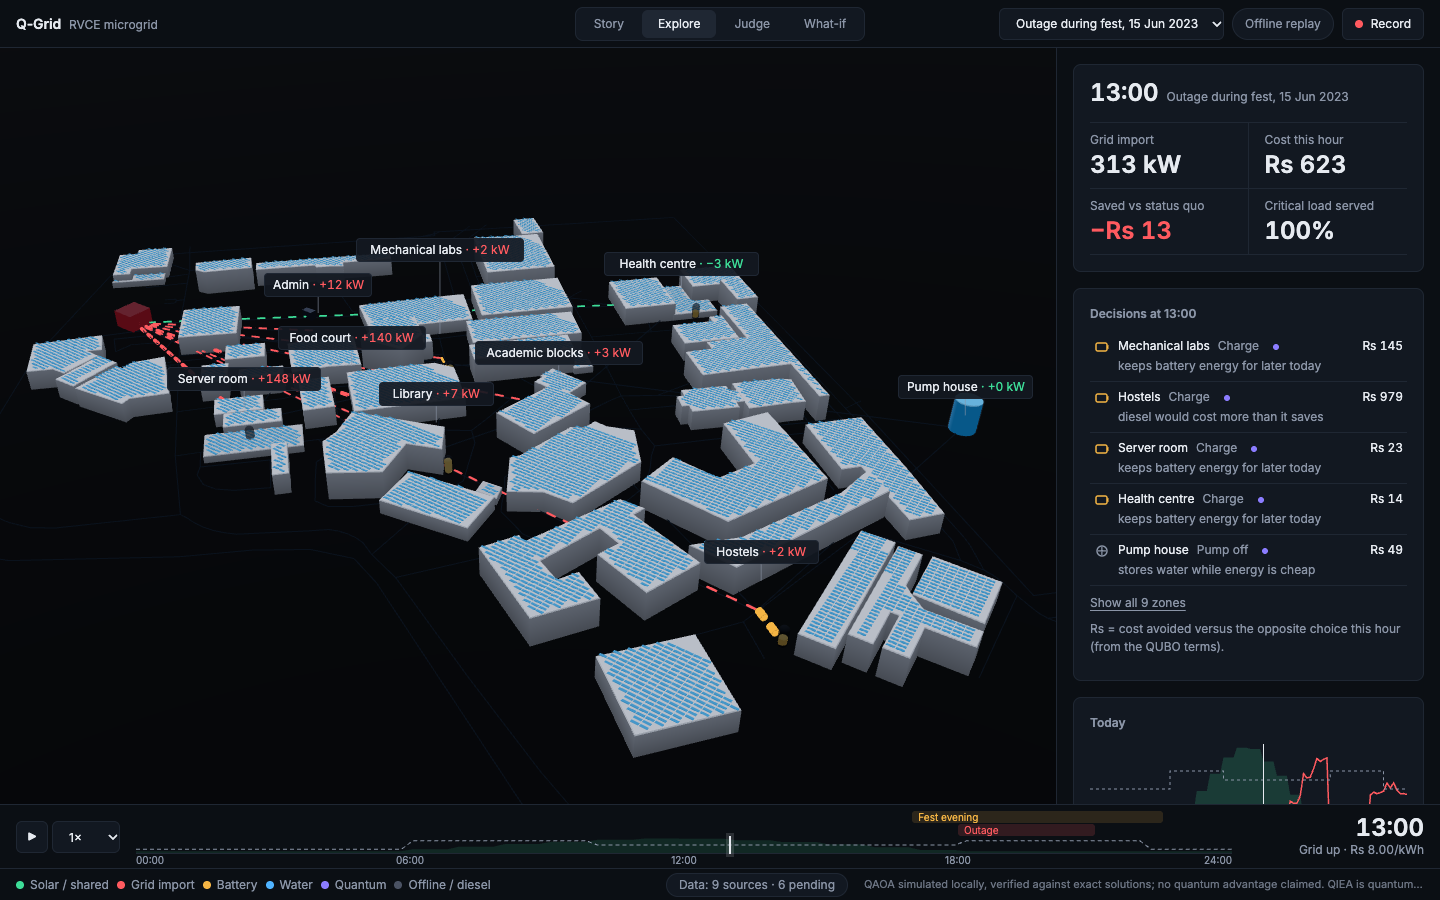 Q-Grid RVCE microgrid
Story Explore Judge What-if
Outage during fest, 15 Jun 2023 Offline replay Record
Mechanical labs · +2 kW
Health centre · −3 kW
Admin · +12 kW
Food court · +140 kW
Academic blocks · +3 kW
Server room · +148 kW
Library · +7 kW
Pump house · +0 kW
Hostels · +2 kW
13:00 Outage during fest, 15 Jun 2023
Grid import Cost this hour
313 kW Rs 623
Saved vs status quo Critical load served
−Rs 13 100%
Decisions at 13:00
Mechanical labs Charge Rs 145
keeps battery energy for later today
Hostels Charge Rs 979
diesel would cost more than it saves
Server room Charge Rs 23
keeps battery energy for later today
Health centre Charge Rs 14
keeps battery energy for later today
Pump house Pump off Rs 49
stores water while energy is cheap
Show all 9 zones
Rs = cost avoided versus the opposite choice this hour
(from the QUBO terms).
Today
Fest evening
Outage
1×
00:00 06:00 12:00 18:00 24:00
13:00
Grid up · Rs 8.00/kWh
Solar / shared Grid import Battery Water Quantum Offline / diesel
Data: 9 sources · 6 pending
QAOA simulated locally, verified against exact solutions; no quantum advantage claimed. QIEA is quantum...